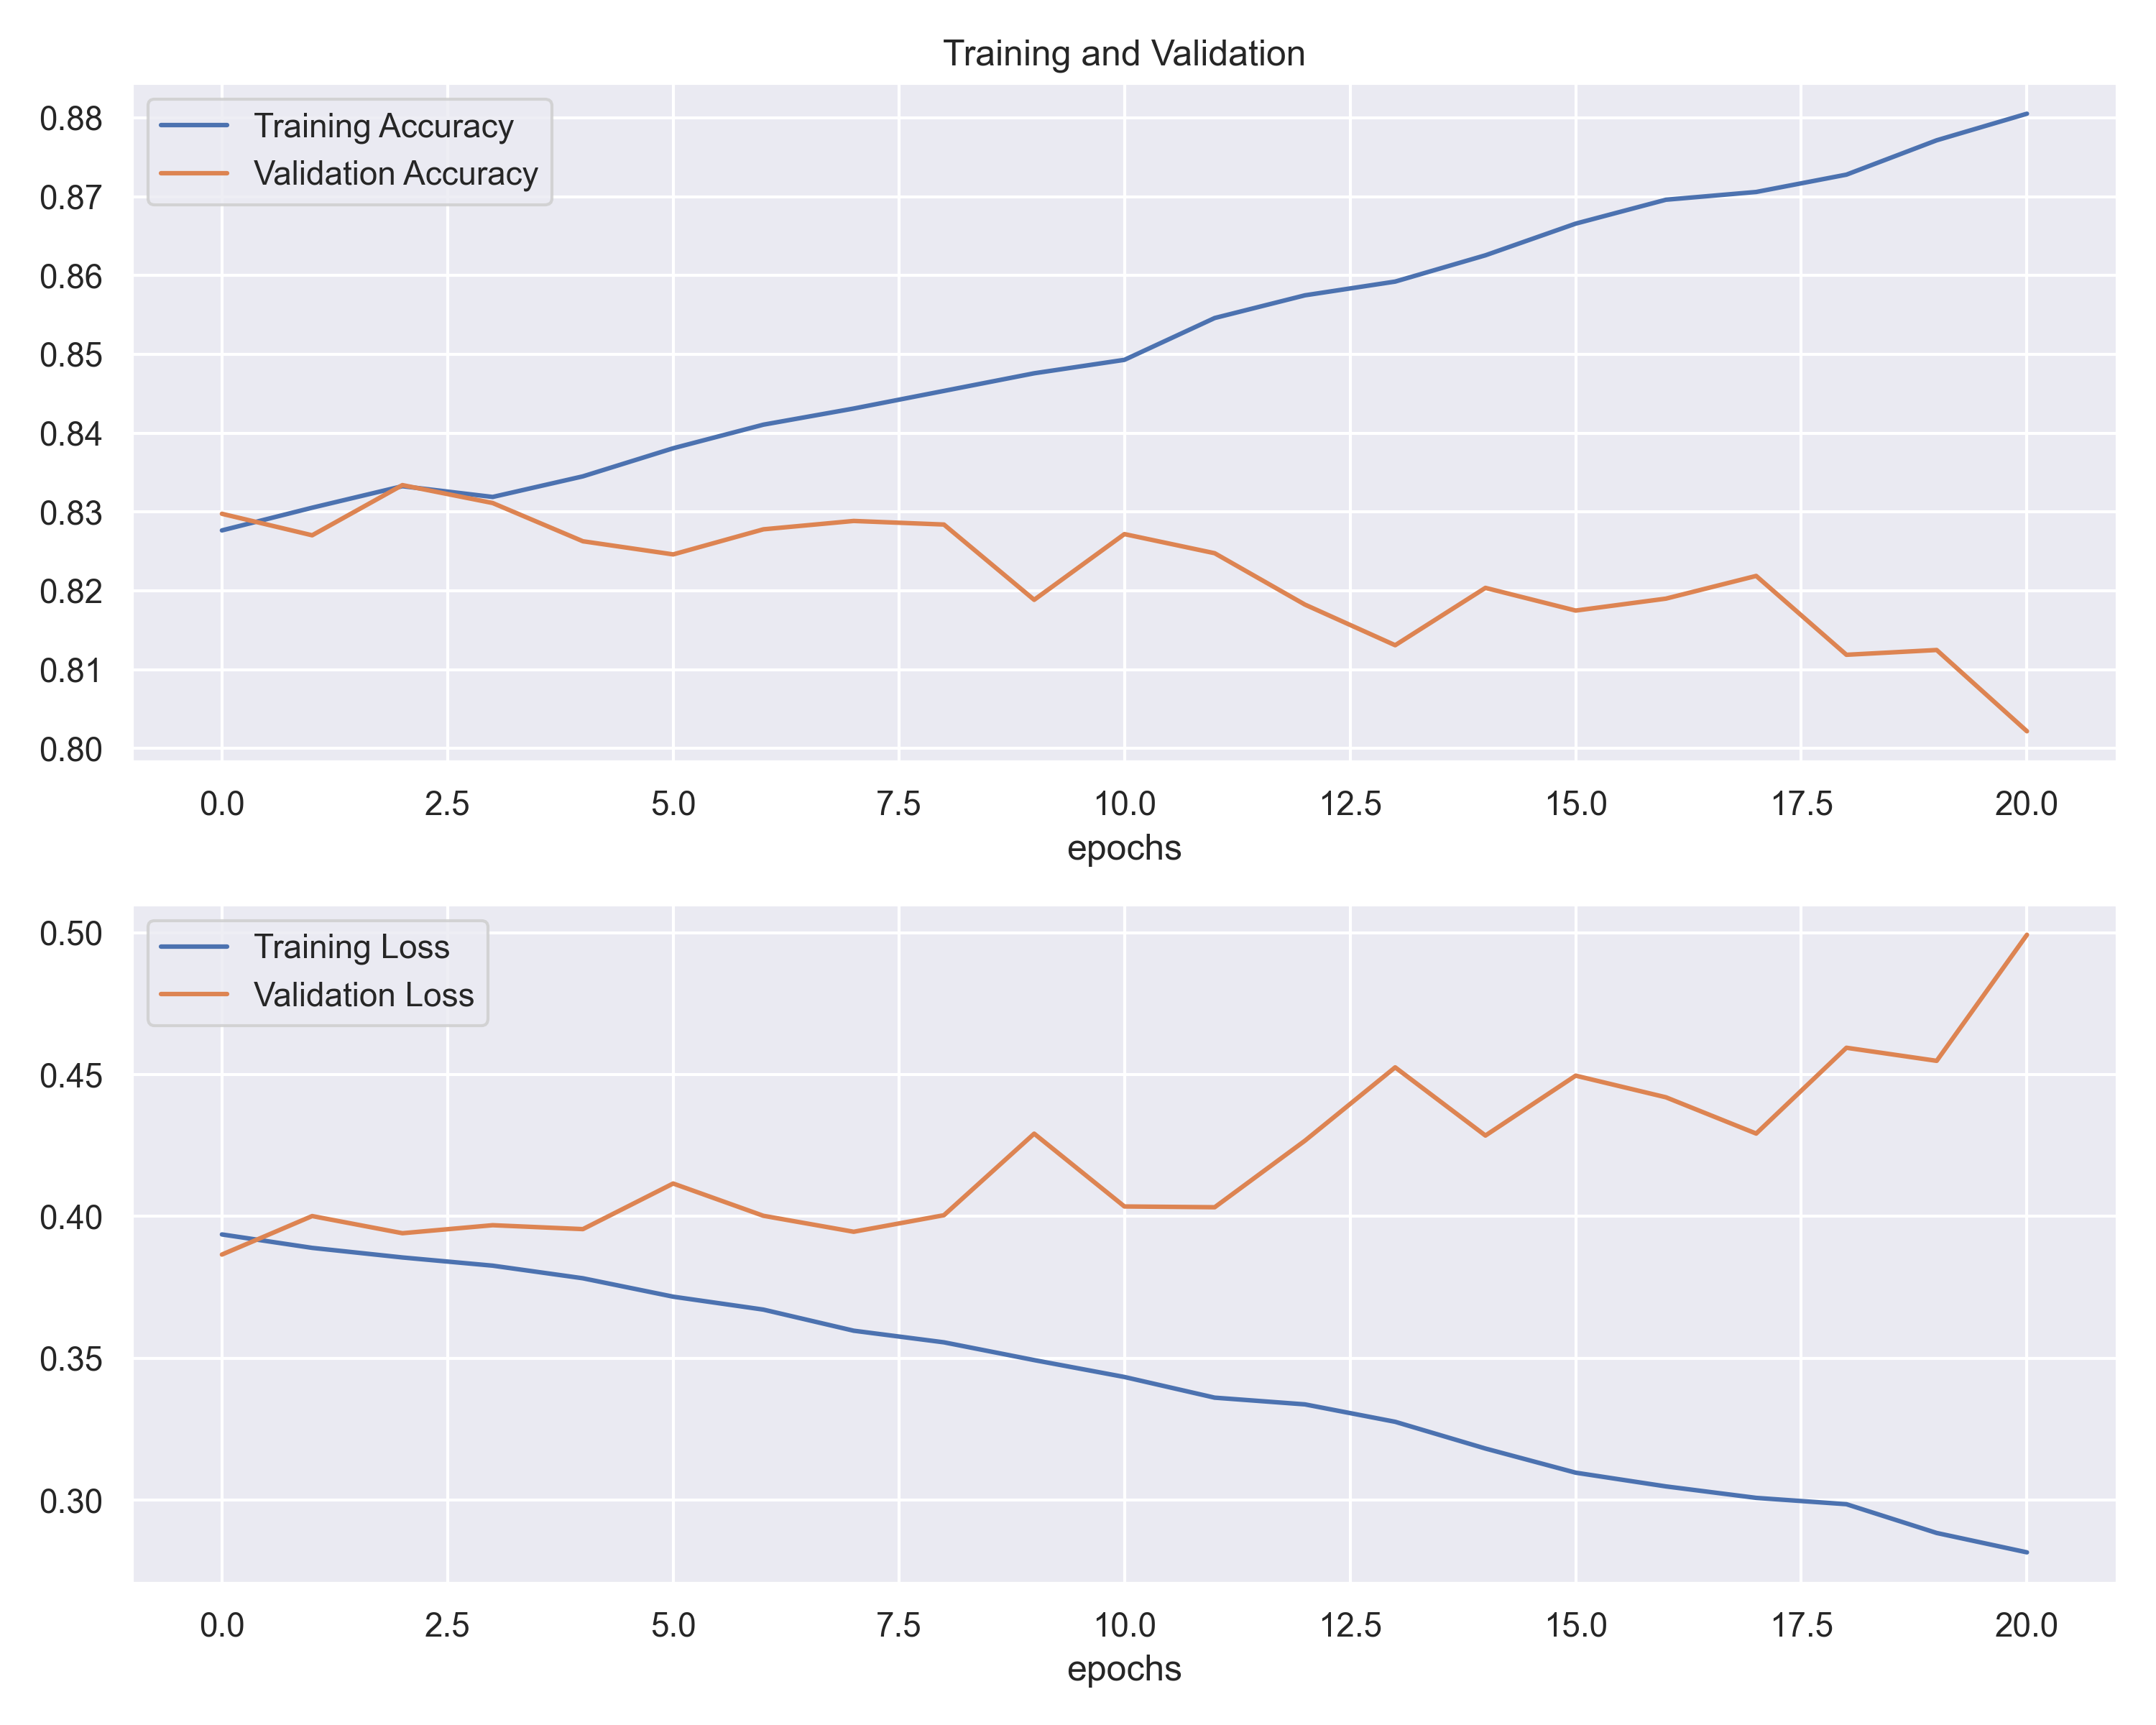 Training and Validation
Training Accuracy
Validation Accuracy
0.88
0.87
0.86
0.85
0.84
0.83
0.82
0.81
0.80
0.0 2.5 5.0 7.5 10.0 12.5 15.0 17.5 20.0
epochs
Training Loss
Validation Loss
0.50
0.45
0.40
0.35
0.30
0.0 2.5 5.0 7.5 10.0 12.5 15.0 17.5 20.0
epochs